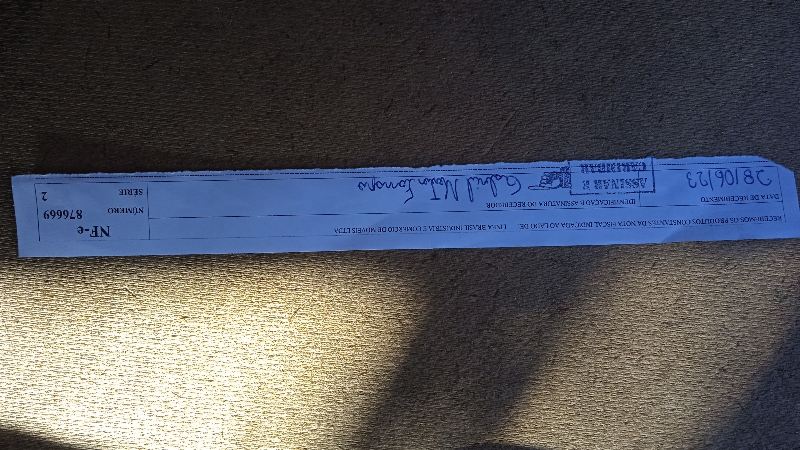 RECEBEMOS OS PRODUTOS CONSTANTES DA NOTA FISCAL INDICADA AO LADO DE LINEA BRASIL INDUSTRIA E COMERCIO DE MOVEIS LTDA
DATA DE RECEBIMENTO
28/06/23
IDENTIFICAÇÃO E ASSINATURA DO RECEBEDOR
ASSINAR E
CARIMBAR
Gabriel
NF-e
NÚMERO 876669
SÉRIE 2